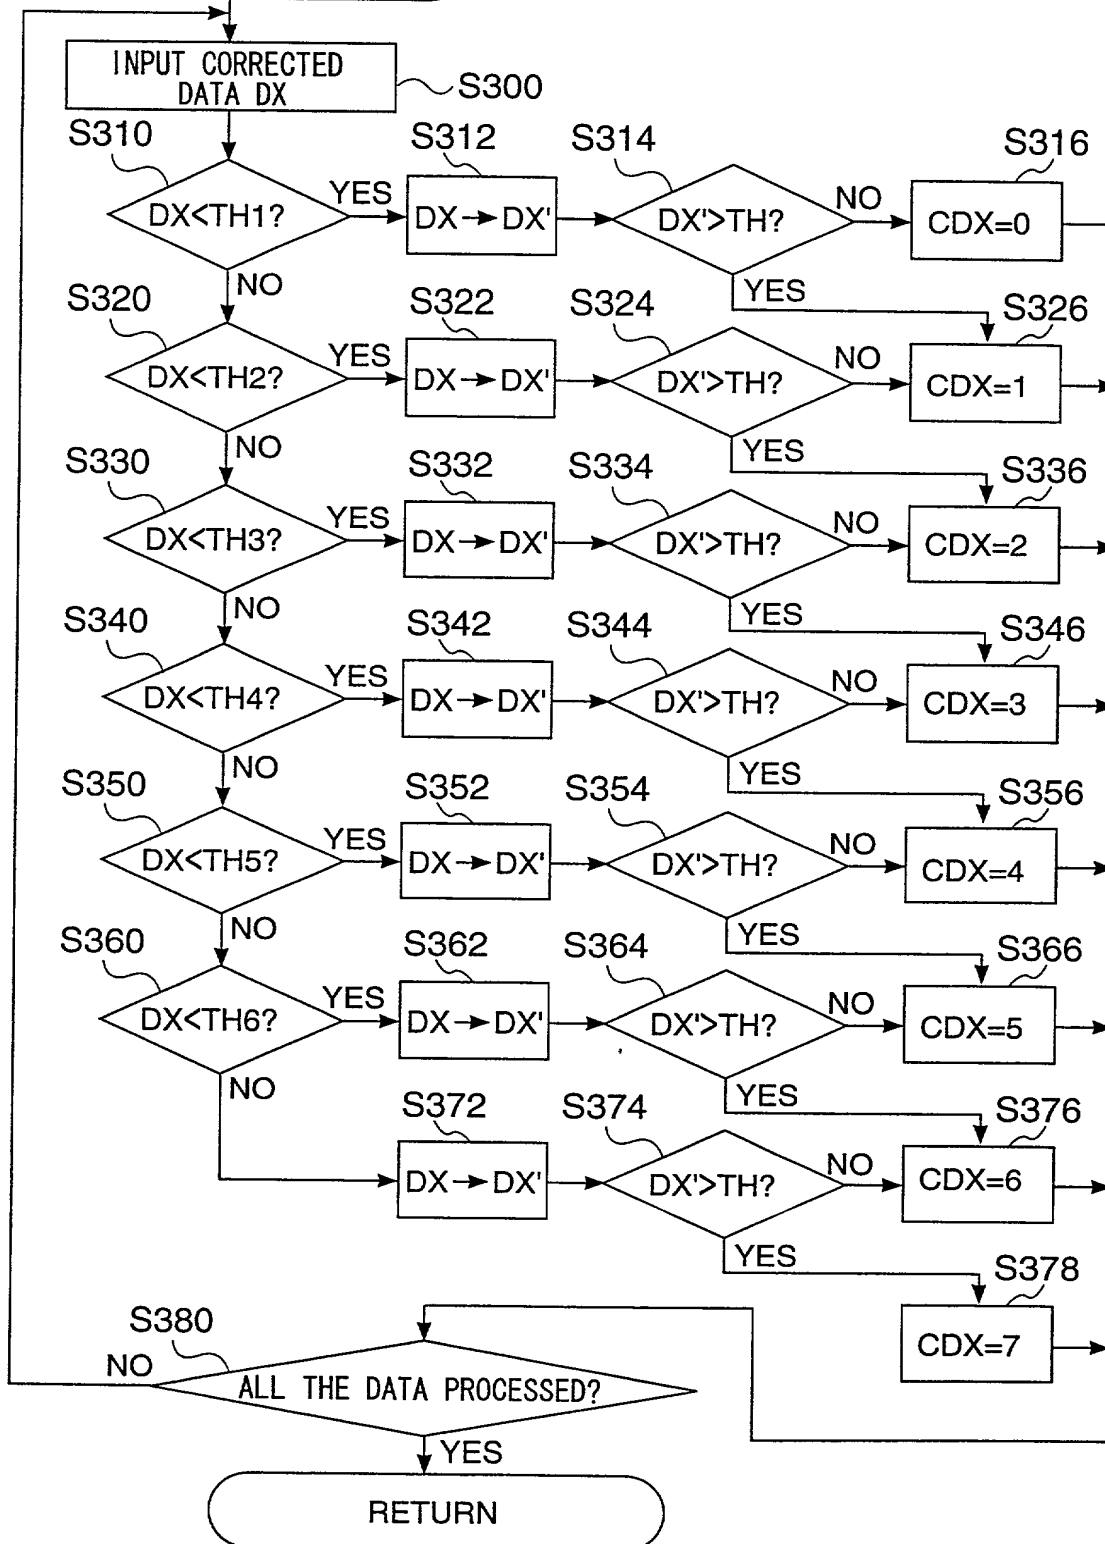 INPUT CORRECTED
DATA DX
S300
S310
DX<TH1?
YES
NO
S312
DX→DX'
S314
DX'>TH?
NO
YES
S316
CDX=0
S320
DX<TH2?
YES
NO
S322
DX→DX'
S324
DX'>TH?
NO
YES
S326
CDX=1
S330
DX<TH3?
YES
NO
S332
DX→DX'
S334
DX'>TH?
NO
YES
S336
CDX=2
S340
DX<TH4?
YES
NO
S342
DX→DX'
S344
DX'>TH?
NO
YES
S346
CDX=3
S350
DX<TH5?
YES
NO
S352
DX→DX'
S354
DX'>TH?
NO
YES
S356
CDX=4
S360
DX<TH6?
YES
NO
S362
DX→DX'
S364
DX'>TH?
NO
YES
S366
CDX=5
S372
DX→DX'
S374
DX'>TH?
NO
YES
S376
CDX=6
S378
CDX=7
S380
NO
ALL THE DATA PROCESSED?
YES
RETURN